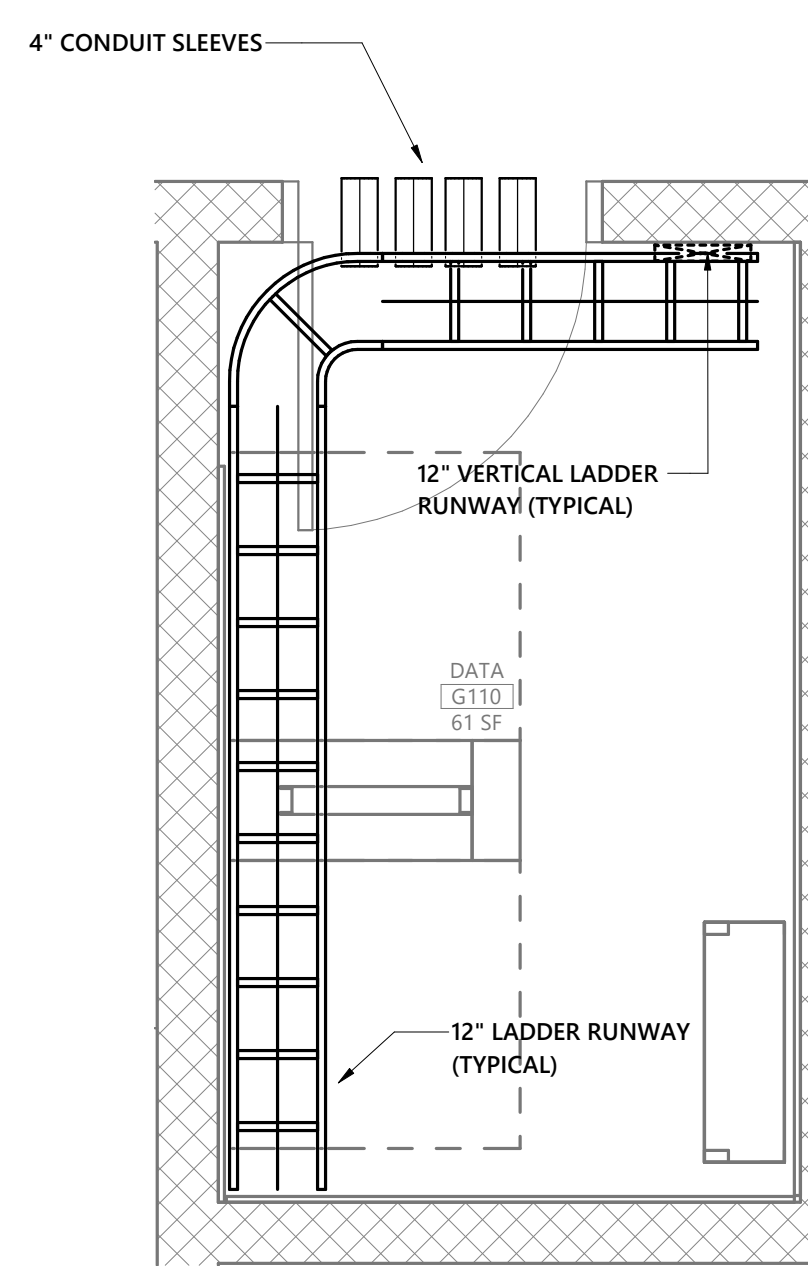 4" CONDUIT SLEEVES
12" VERTICAL LADDER
RUNWAY (TYPICAL)
DATA
G110
61 SF
12" LADDER RUNWAY
(TYPICAL)